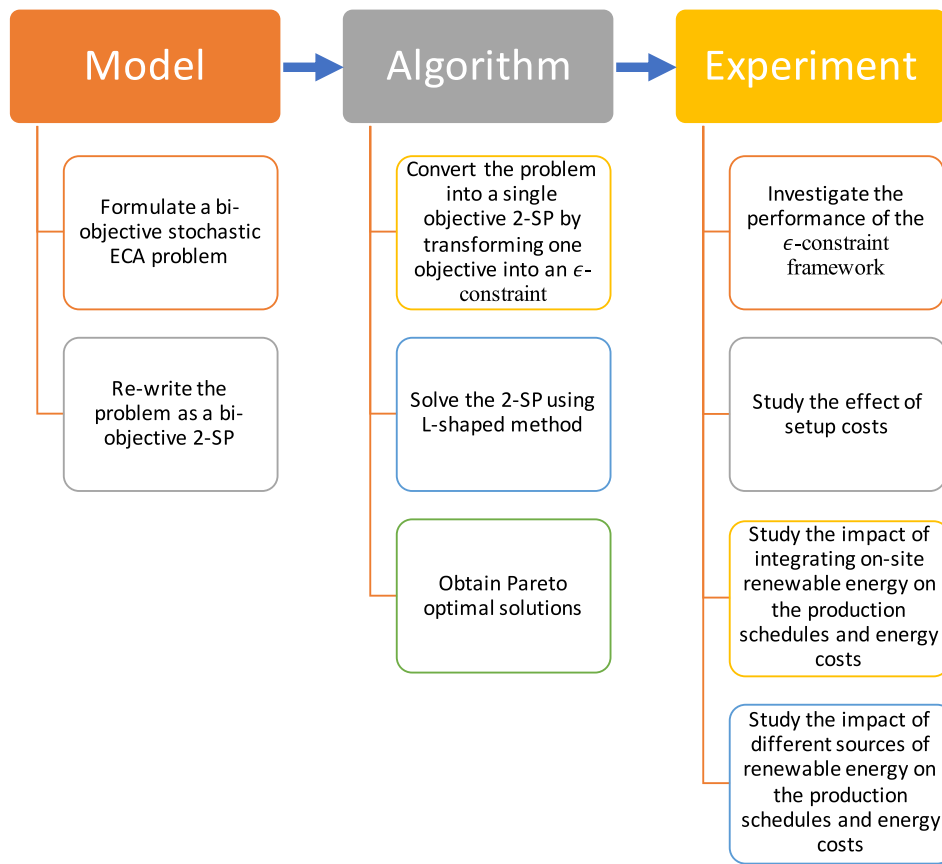 Model
Algorithm
Experiment
Formulate a bi-
objective stochastic
ECA problem
Re-write the
problem as a bi-
objective 2-SP
Convert the problem
into a single
objective 2-SP by
transforming one
objective into an ϵ-
constraint
Solve the 2-SP using
L-shaped method
Obtain Pareto
optimal solutions
Investigate the
performance of the
ϵ-constraint
framework
Study the effect of
setup costs
Study the impact of
integrating on-site
renewable energy on
the production
schedules and energy
costs
Study the impact of
different sources of
renewable energy on
the production
schedules and energy
costs